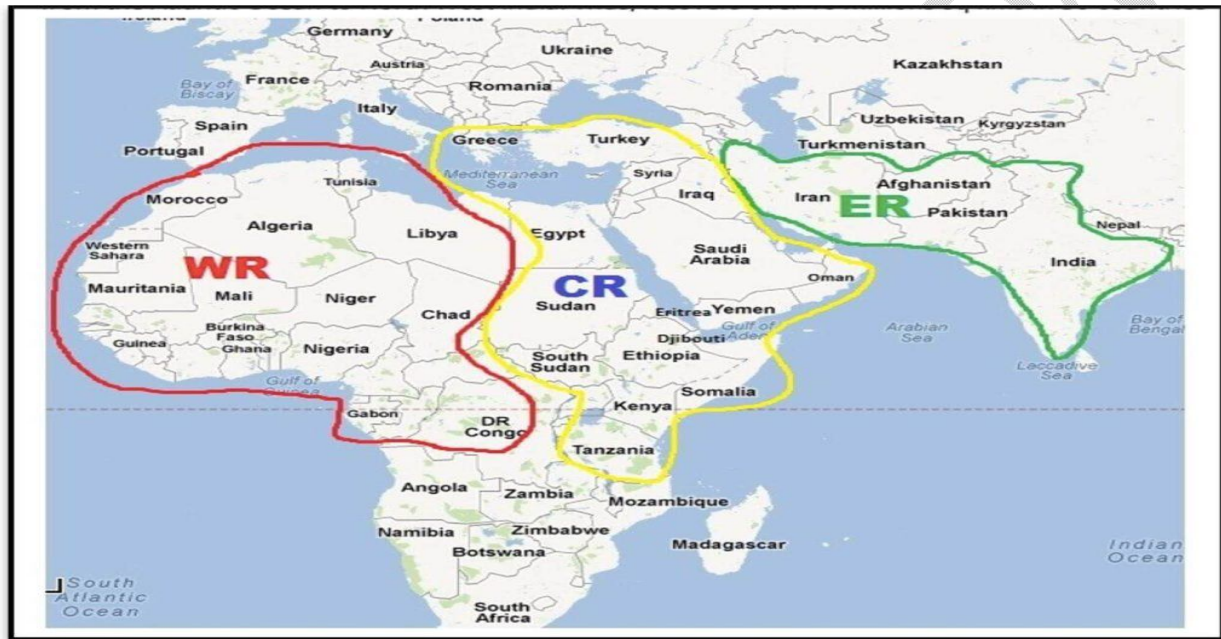 Germany
Ukraine
Kazakhstan
Austria
Bay of
Biscay
France
Romania
Italy
Uzbekistan
Kyrgyzstan
Spain
Greece
Turkey
Turkmenistan
Portugal
Mediterranean
Sea
Syria
Tunisia
Afghanistan
Iraq
Iran
ER
Pakistan
Morocco
Nepal
Algeria
Libya
Egypt
Saudi
Arabia
India
Western
Sahara
WR
CR
Oman
Mauritania
Mali
Niger
Sudan
Chad
Eritrea
Yemen
Burkina
Faso
Gulf of
Aden
Arabian
Sea
Bay of
Bengal
Guinea
Ghana
Nigeria
Djibouti
South
Sudan
Ethiopia
Laccadive
Sea
Gulf of
Guinea
Somalia
Gabon
Kenya
DR
Congo
Tanzania
Angola
Zambia
Mozambique
Namibia
Zimbabwe
Botswana
Madagascar
Indian
Ocean
South
Atlantic
Ocean
South
Africa